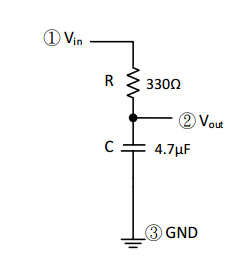 ① Vin
R 330Ω
② Vout
C 4.7µF
③ GND